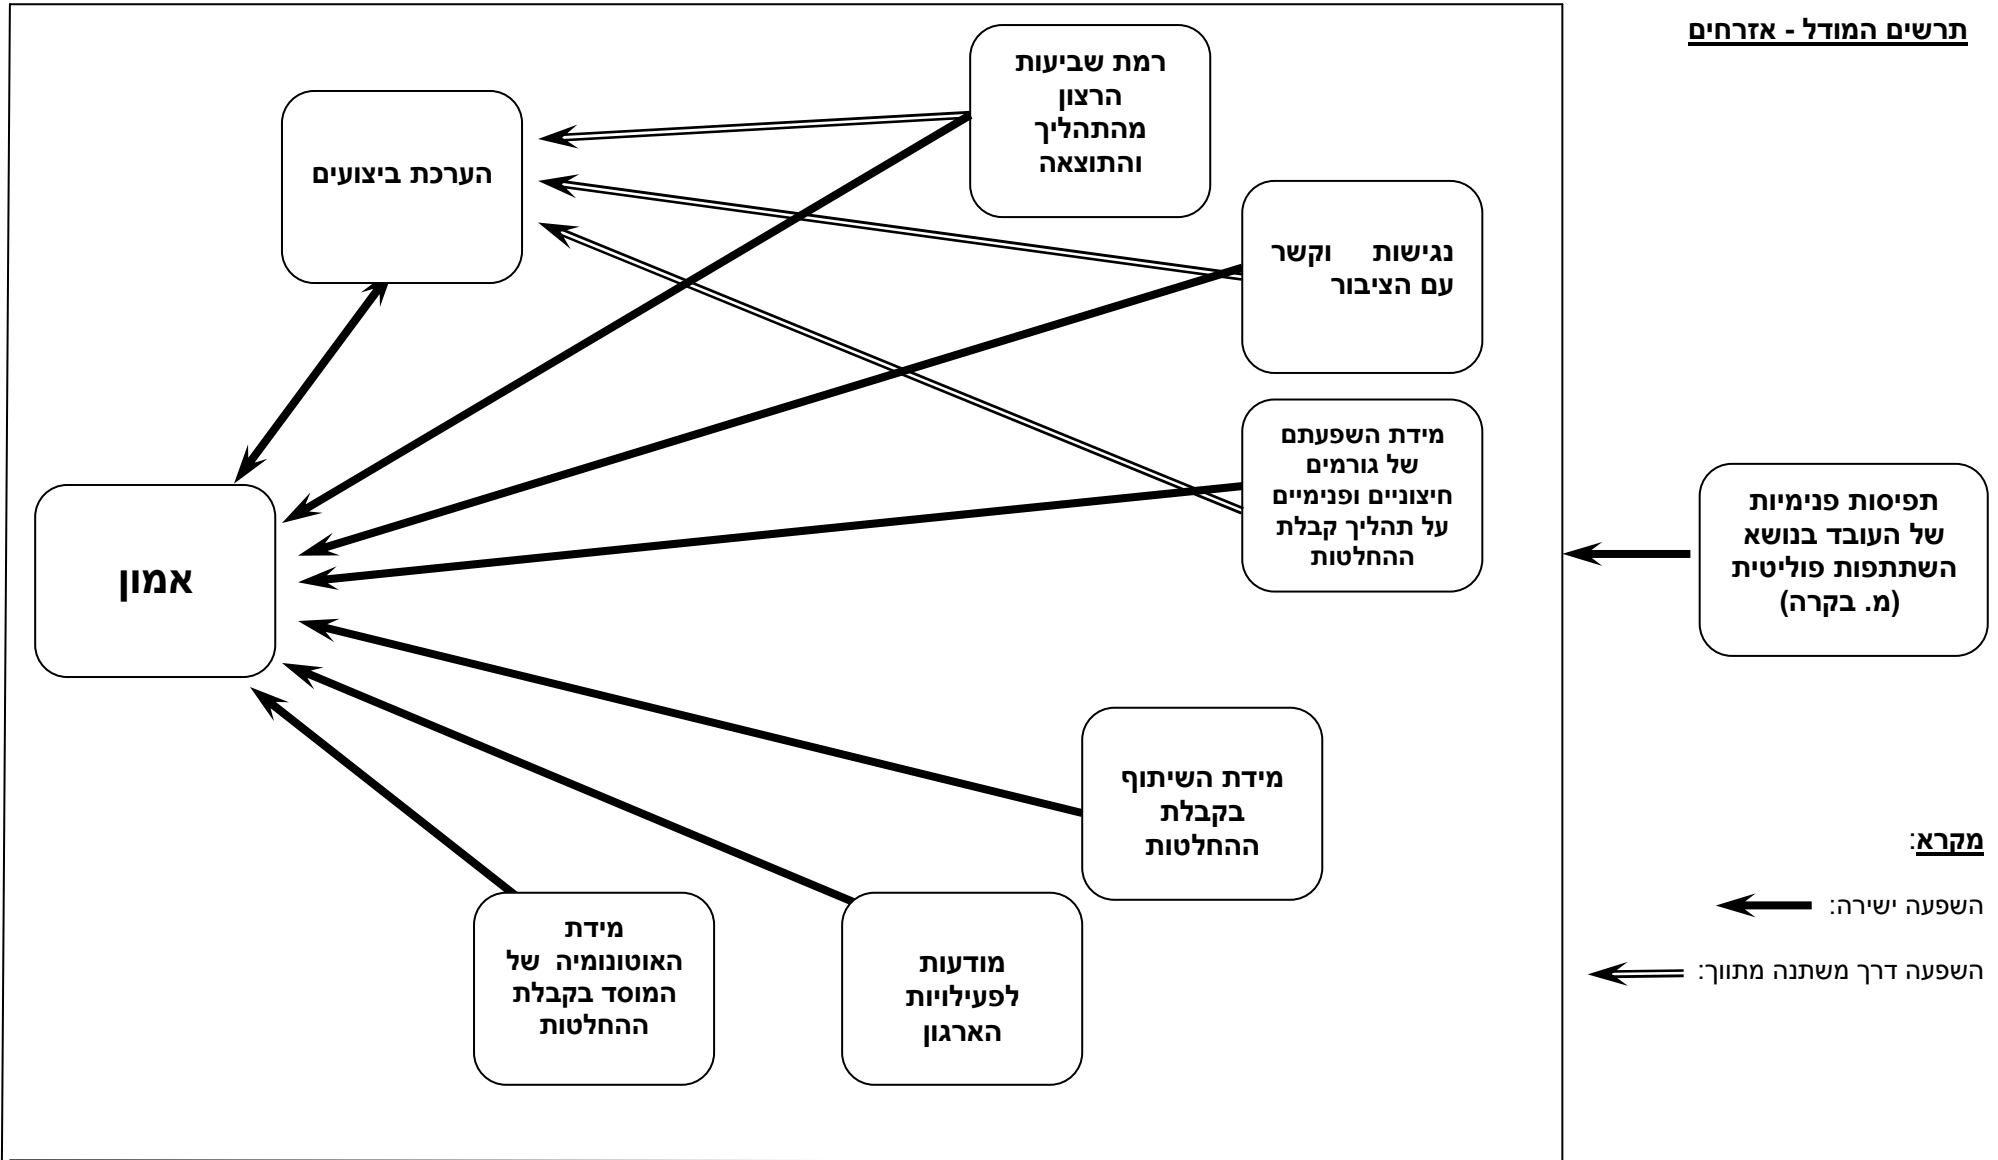 תרשים המודל - אזרחים
רמת שביעות
הרצון
מהתהליך
והתוצאה
הערכת ביצועים
נגישות וקשר
עם הציבור
מידת השפעתם
של גורמים
חיצוניים ופנימיים
על תהליך קבלת
ההחלטות
תפיסות פנימיות
של העובד בנושא
השתתפות פוליטית
(מ. בקרה)
אמון
מידת השיתוף
בקבלת
ההחלטות
מודעות
לפעילויות
הארגון
מידת
האוטונומיה של
המוסד בקבלת
ההחלטות
מקרא:
השפעה ישירה:
השפעה דרך משתנה מתווך: